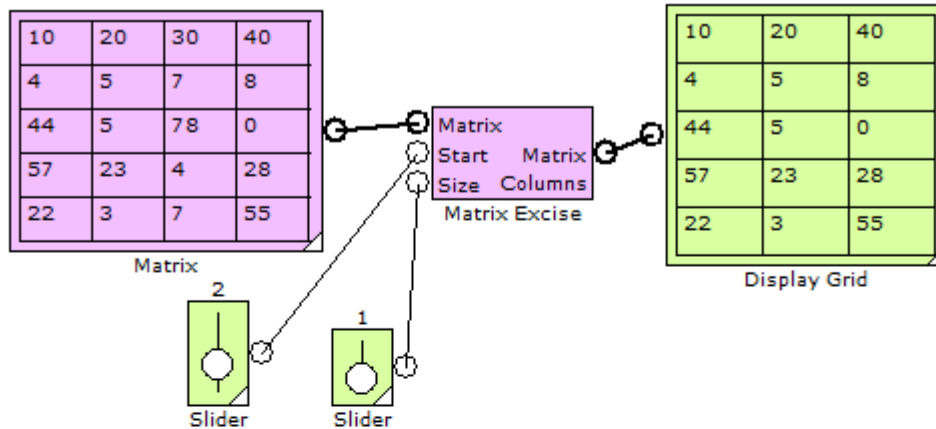 10 20 30 40
4 5 7 8
44 5 78 0
57 23 4 28
22 3 7 55
Matrix
Matrix
Start Matrix
Size Columns
Matrix Excise
10 20 40
4 5 8
44 5 0
57 23 28
22 3 55
Display Grid
2
Slider
1
Slider